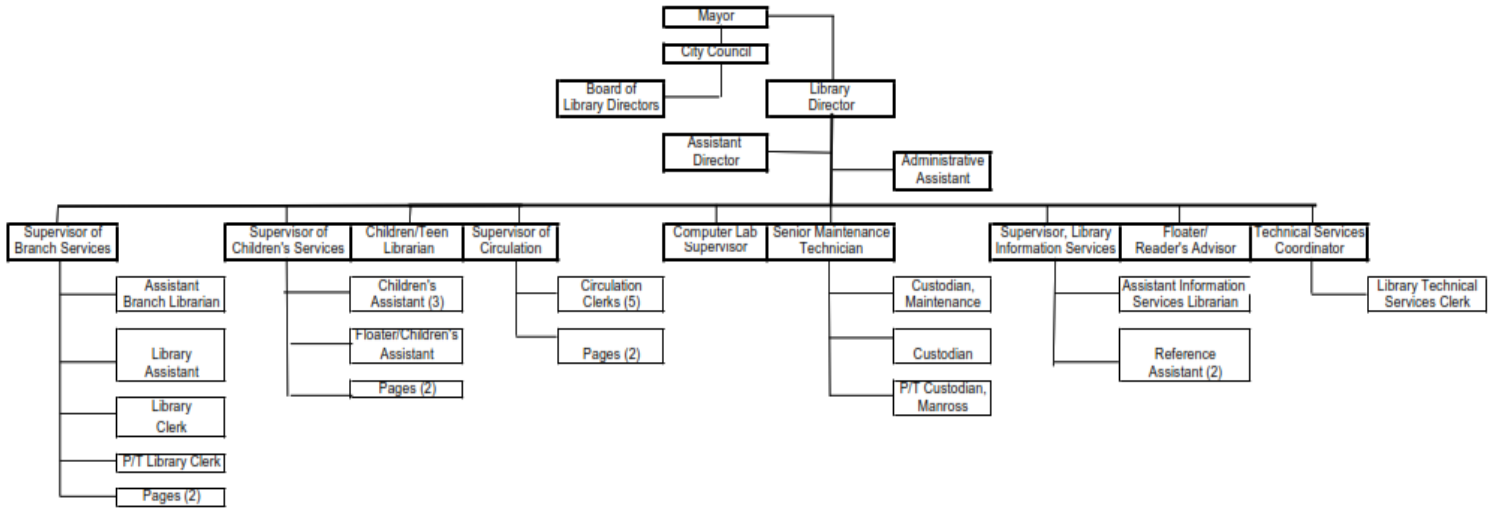 Mayor
City Council
Board of
Library Directors
Library
Director
Assistant
Director
Administrative
Assistant
Supervisor of
Branch Services
Supervisor of
Children's Services
Children/Teen
Librarian
Supervisor of
Circulation
Computer Lab
Supervisor
Senior Maintenance
Technician
Supervisor, Library
Information Services
Floater/
Reader's Advisor
Technical Services
Coordinator
Assistant
Branch Librarian
Library
Assistant
Library
Clerk
P/T Library Clerk
Pages (2)
Children's
Assistant (3)
Floater/Children's
Assistant
Pages (2)
Circulation
Clerks (5)
Pages (2)
Custodian,
Maintenance
Custodian
P/T Custodian,
Manross
Assistant Information
Services Librarian
Reference
Assistant (2)
Library Technical
Services Clerk